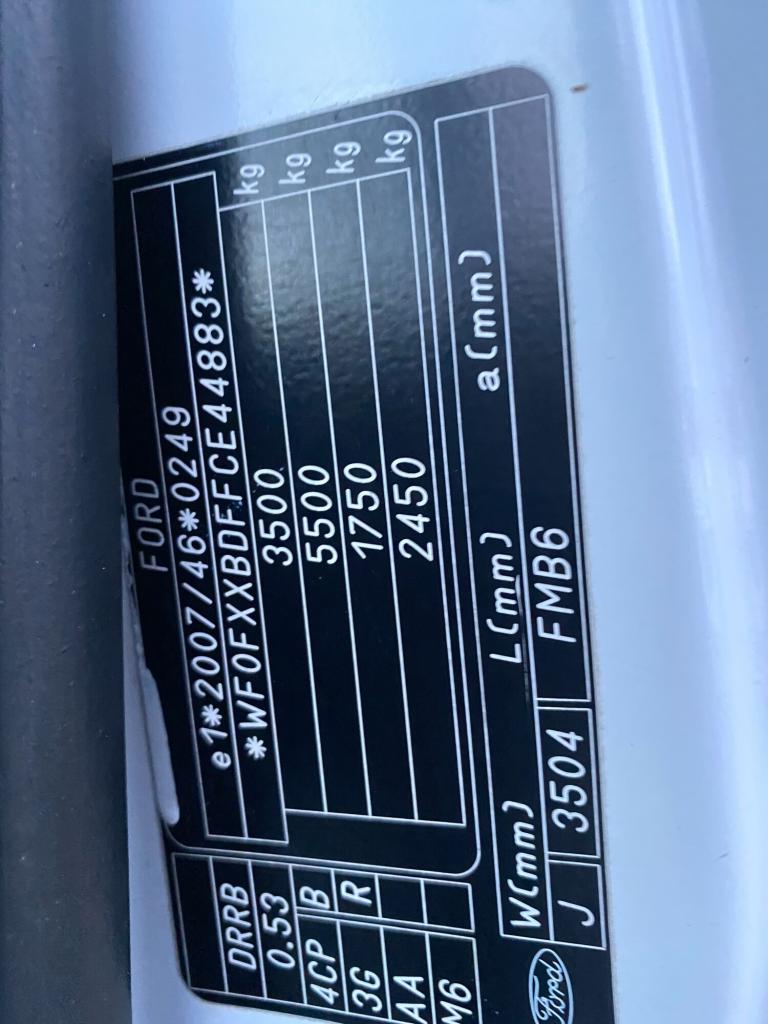 FORD
e1*2007/46*0249
*WF0FXXBDFFCE44883*
3500 kg
5500 kg
1750 kg
2450 kg
DRRB
0.53
4CP B
3G R
AA
M6
W(mm) L(mm) a(mm)
J 3504 FMB6
Ford